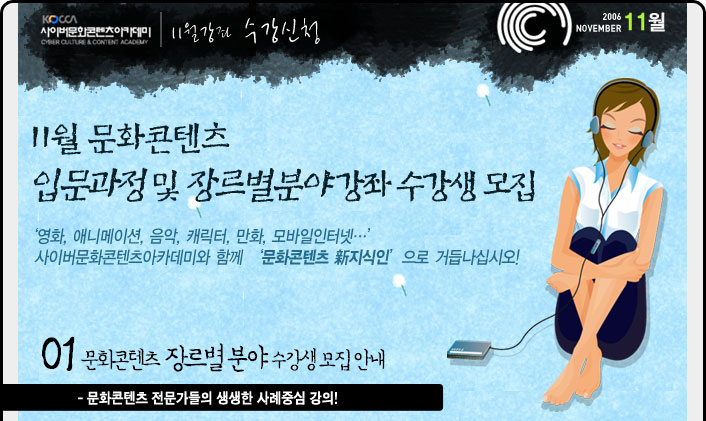 KOCCA
사이버문화콘텐츠아카데미
CYBER CULTURE & CONTENT ACADEMY
11월강좌 수강신청
2006
NOVEMBER 11월
11월 문화콘텐츠
입문과정 및 장르별분야강좌 수강생 모집
‘영화, 애니메이션, 음악, 캐릭터, 만화, 모바일인터넷…’
사이버문화콘텐츠아카데미와 함께 ‘문화콘텐츠 新지식인’ 으로 거듭나십시오!
01 문화콘텐츠 장르별 분야 수강생 모집 안내
- 문화콘텐츠 전문가들의 생생한 사례중심 강의!